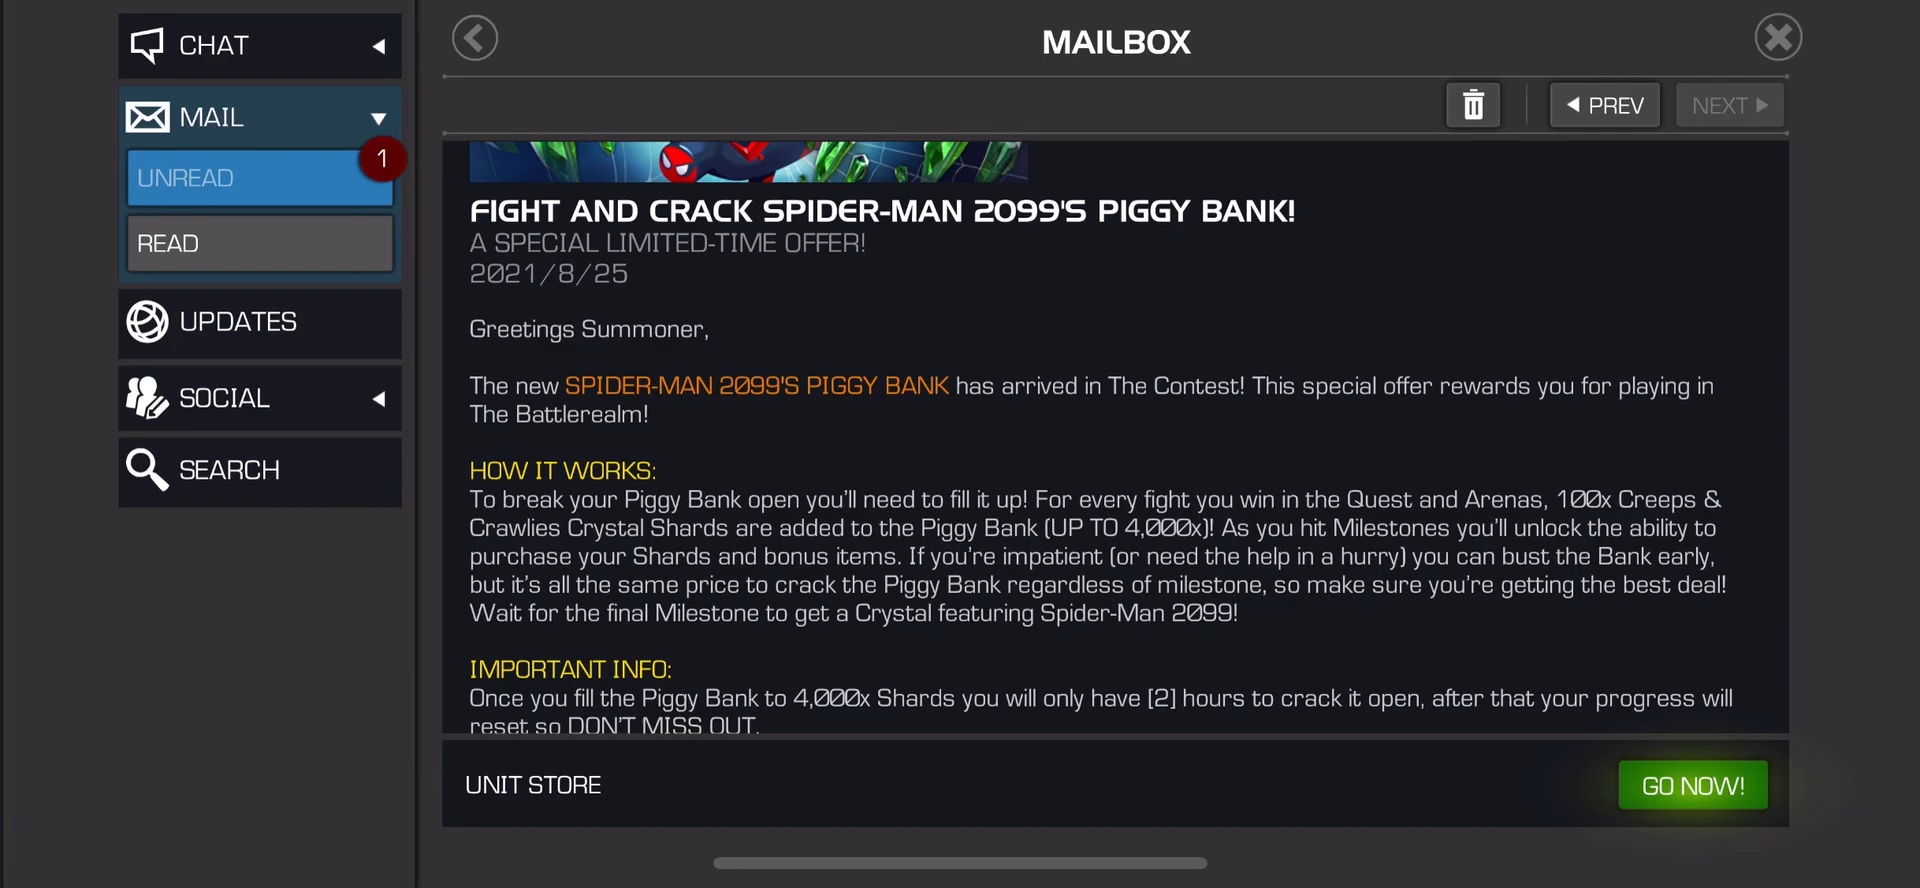 CHAT
MAIL
1
UNREAD
READ
UPDATES
SOCIAL
SEARCH
MAILBOX
PREV
NEXT
FIGHT AND CRACK SPIDER-MAN 2099'S PIGGY BANK!
A SPECIAL LIMITED-TIME OFFER!
2021/8/25
Greetings Summoner,
The new SPIDER-MAN 2099'S PIGGY BANK has arrived in The Contest! This special offer rewards you for playing in
The Battlerealm!
HOW IT WORKS:
To break your Piggy Bank open you'll need to fill it up! For every fight you win in the Quest and Arenas, 100x Creeps &
Crawlies Crystal Shards are added to the Piggy Bank (UP TO 4,000x)! As you hit Milestones you'll unlock the ability to
purchase your Shards and bonus items. If you're impatient (or need the help in a hurry) you can bust the Bank early,
but it's all the same price to crack the Piggy Bank regardless of milestone, so make sure you're getting the best deal!
Wait for the final Milestone to get a Crystal featuring Spider-Man 2099!
IMPORTANT INFO:
Once you fill the Piggy Bank to 4,000x Shards you will only have [2] hours to crack it open, after that your progress will
reset so DON'T MISS OUT.
UNIT STORE
GO NOW!